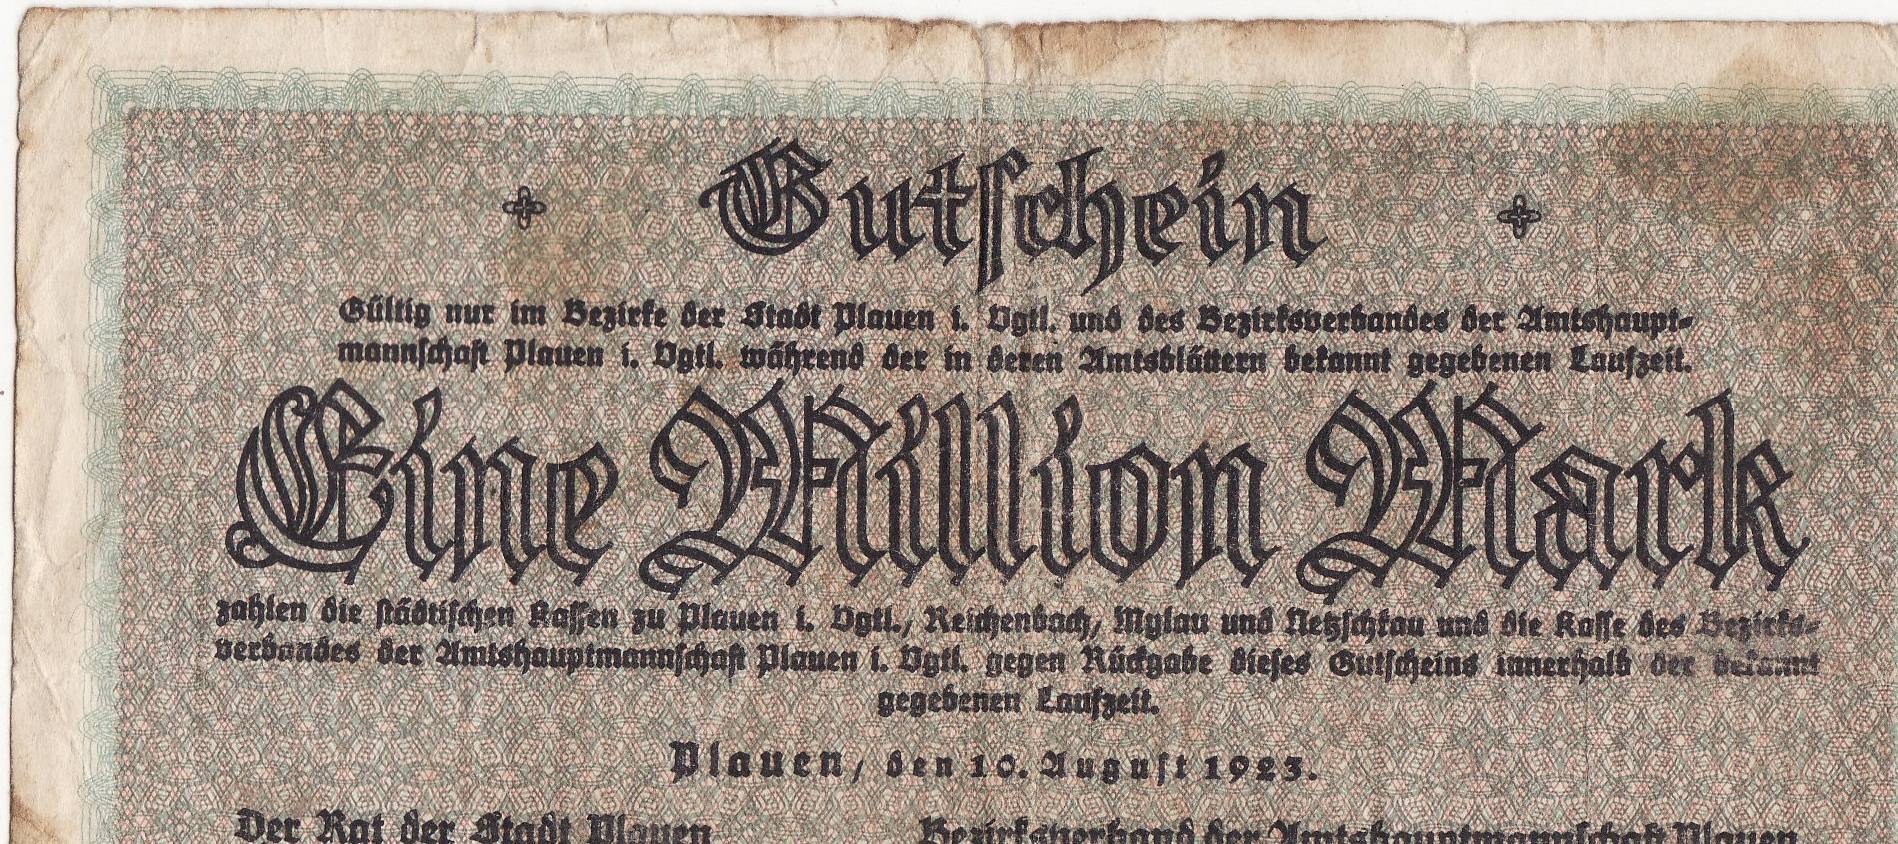 Gutschein
Gültig nur im Bezirke der Stadt Plauen i. Vgtl. und des Bezirksverbandes der Amtshaupt-
mannschaft Plauen i. Vgtl. während der in deren Amtsblättern bekannt gegebenen Laufzeit.
Eine Million Mark
zahlen die städtischen Kassen zu Plauen i. Vgtl., Reichenbach, Mylau und Netzschkau und die Kasse des Bezirks-
verbandes der Amtshauptmannschaft Plauen i. Vgtl. gegen Rückgabe dieses Gutscheins innerhalb der bekannt
gegebenen Laufzeit.
Plauen, den 10. August 1923.
Der Rat der Stadt Plauen Bezirksverband der Amtshauptmannschaft Plauen